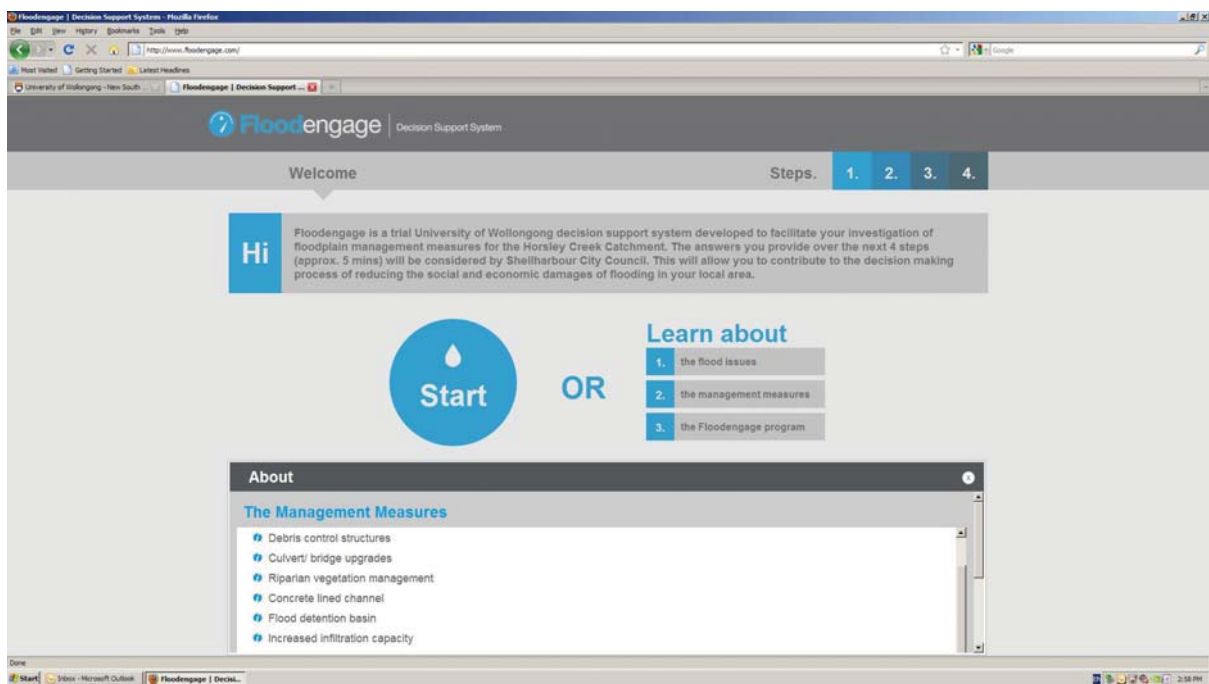 Floodengage | Decision Support System - Mozilla Firefox
File Edit View History Bookmarks Tools Help
http://www.floodengage.com/
Google
Most Visited Getting Started Latest Headlines
University of Wollongong - New South Floodengage | Decision Support ...
Floodengage Decision Support System
Welcome
Steps. 1. 2. 3. 4.
Hi
Floodengage is a trial University of Wollongong decision support system developed to facilitate your investigation of
floodplain management measures for the Horsley Creek Catchment. The answers you provide over the next 4 steps
(approx. 5 mins) will be considered by Shellharbour City Council. This will allow you to contribute to the decision making
process of reducing the social and economic damages of flooding in your local area.
Start
OR
Learn about
1. the flood issues
2. the management measures
3. the Floodengage program
About
x
The Management Measures
Debris control structures
Culvert/ bridge upgrades
Riparian vegetation management
Concrete lined channel
Flood detention basin
Increased infiltration capacity
Done
Start Inbox - Microsoft Outlook Floodengage | Decisi... 2:58 PM